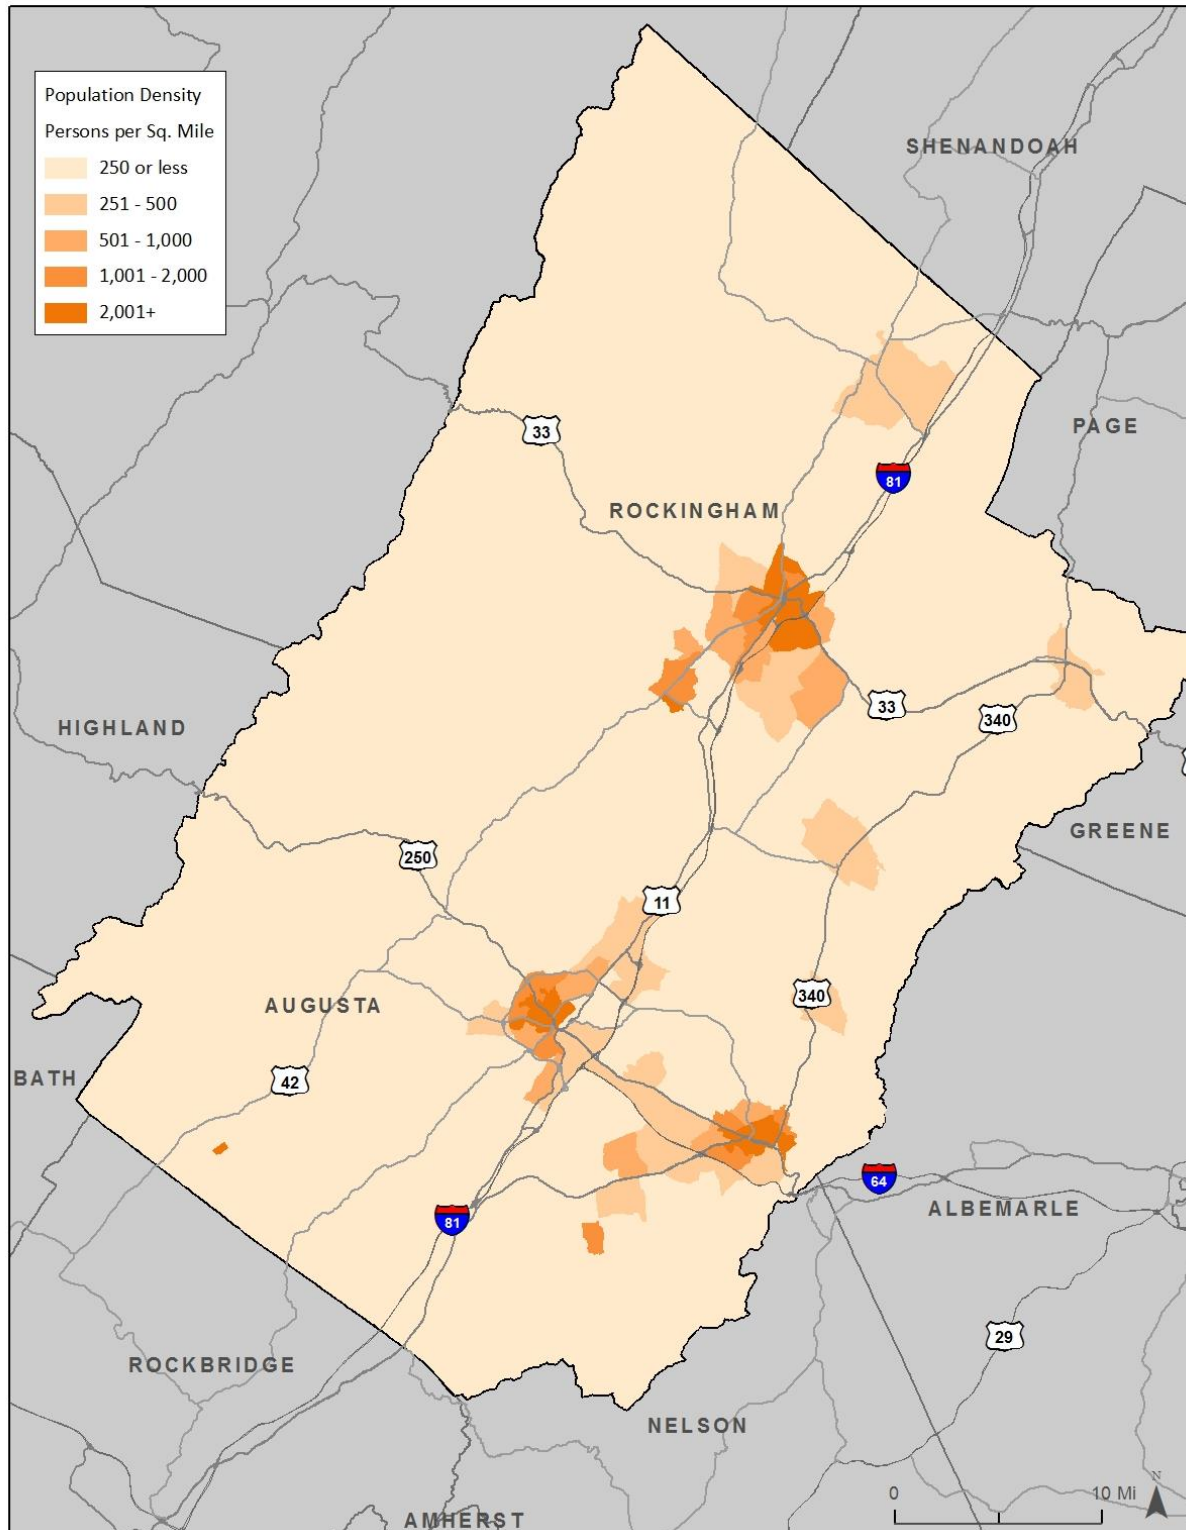 Population Density
Persons per Sq. Mile
250 or less
251 - 500
501 - 1,000
1,001 - 2,000
2,001+
SHENANDOAH
PAGE
33
81
ROCKINGHAM
HIGHLAND
33
340
GREENE
250
11
AUGUSTA
340
BATH
42
64
ALBEMARLE
81
29
ROCKBRIDGE
NELSON
N
0 10 Mi
AMHERST